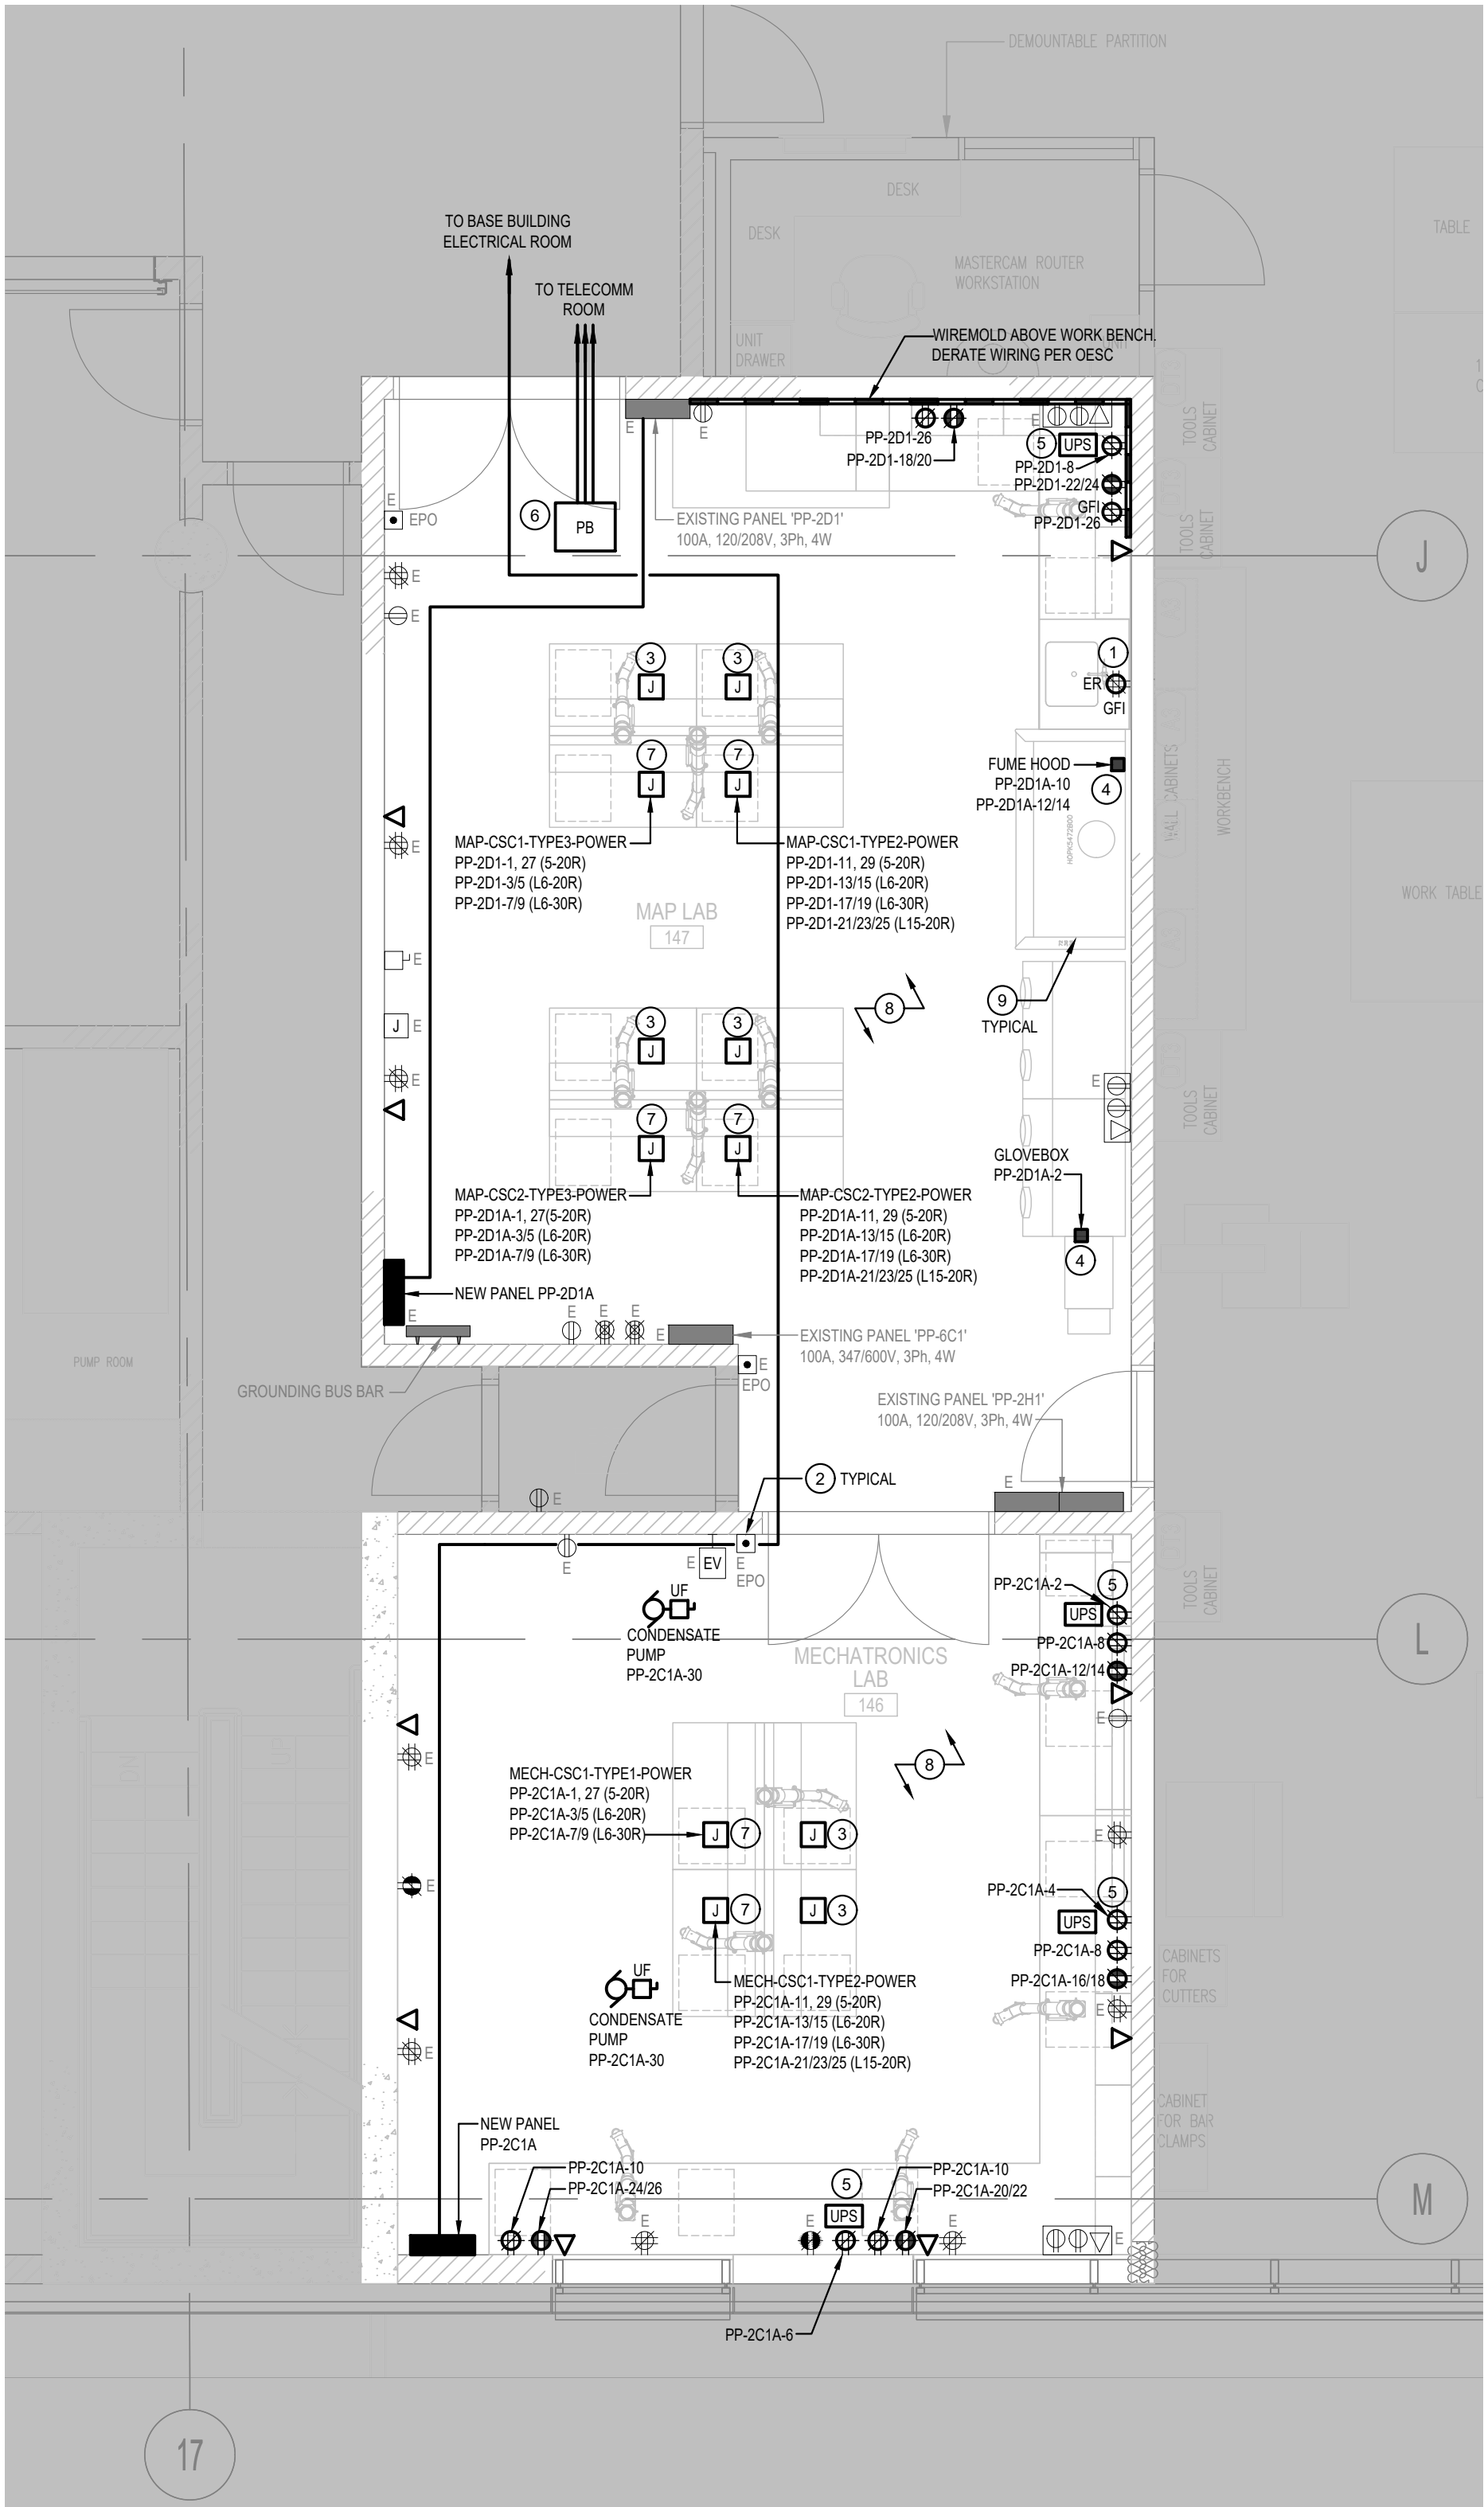 DEMOUNTABLE PARTITION
DESK
DESK
TABLE
TO BASE BUILDING
ELECTRICAL ROOM
MASTERCAM ROUTER
WORKSTATION
TO TELECOMM
ROOM
UNIT
DRAWER
WIREMOLD ABOVE WORK BENCH.
DERATE WIRING PER OESC
TOOLS
CABINET
E
E
E
PP-2D1-26
PP-2D1-18/20
5
UPS
PP-2D1-8
PP-2D1-22/24
GFI
PP-2D1-26
TOOLS
CABINET
E
EPO
6
PB
EXISTING PANEL 'PP-2D1'
100A, 120/208V, 3Ph, 4W
J
E
E
3
3
J
J
1
ER
GFI
7
7
J
J
FUME HOOD
PP-2D1A-10
PP-2D1A-12/14
4
WALL CABINETS
WORKBENCH
HOPK5472B00
E
MAP-CSC1-TYPE3-POWER
PP-2D1-1, 27 (5-20R)
PP-2D1-3/5 (L6-20R)
PP-2D1-7/9 (L6-30R)
MAP-CSC1-TYPE2-POWER
PP-2D1-11, 29 (5-20R)
PP-2D1-13/15 (L6-20R)
PP-2D1-17/19 (L6-30R)
PP-2D1-21/23/25 (L15-20R)
WORK TABLE
MAP LAB
147
E
9
TYPICAL
8
J
E
3
3
J
J
E
E
TOOLS
CABINET
7
7
J
J
GLOVEBOX
PP-2D1A-2
4
MAP-CSC2-TYPE3-POWER
PP-2D1A-1, 27(5-20R)
PP-2D1A-3/5 (L6-20R)
PP-2D1A-7/9 (L6-30R)
MAP-CSC2-TYPE2-POWER
PP-2D1A-11, 29 (5-20R)
PP-2D1A-13/15 (L6-20R)
PP-2D1A-17/19 (L6-30R)
PP-2D1A-21/23/25 (L15-20R)
NEW PANEL PP-2D1A
E
E
E
E
E
EXISTING PANEL 'PP-6C1'
100A, 347/600V, 3Ph, 4W
PUMP ROOM
GROUNDING BUS BAR
E
EPO
EXISTING PANEL 'PP-2H1'
100A, 120/208V, 3Ph, 4W
2
TYPICAL
E
E
E
E
EV
E
EPO
UF
CONDENSATE
PUMP
PP-2C1A-30
PP-2C1A-2
5
UPS
PP-2C1A-8
PP-2C1A-12/14
TOOLS
CABINET
L
MECHATRONICS
LAB
146
E
E
8
MECH-CSC1-TYPE1-POWER
PP-2C1A-1, 27 (5-20R)
PP-2C1A-3/5 (L6-20R)
PP-2C1A-7/9 (L6-30R)
J
7
J
3
E
E
DN
UP
J
7
J
3
PP-2C1A-4
5
UPS
PP-2C1A-8
PP-2C1A-16/18
E
CABINETS
FOR
CUTTERS
UF
CONDENSATE
PUMP
PP-2C1A-30
MECH-CSC1-TYPE2-POWER
PP-2C1A-11, 29 (5-20R)
PP-2C1A-13/15 (L6-20R)
PP-2C1A-17/19 (L6-30R)
PP-2C1A-21/23/25 (L15-20R)
E
CABINET
FOR BAR
CLAMPS
NEW PANEL
PP-2C1A
PP-2C1A-10
PP-2C1A-24/26
5
UPS
PP-2C1A-10
PP-2C1A-20/22
M
E
E
E
E
PP-2C1A-6
17